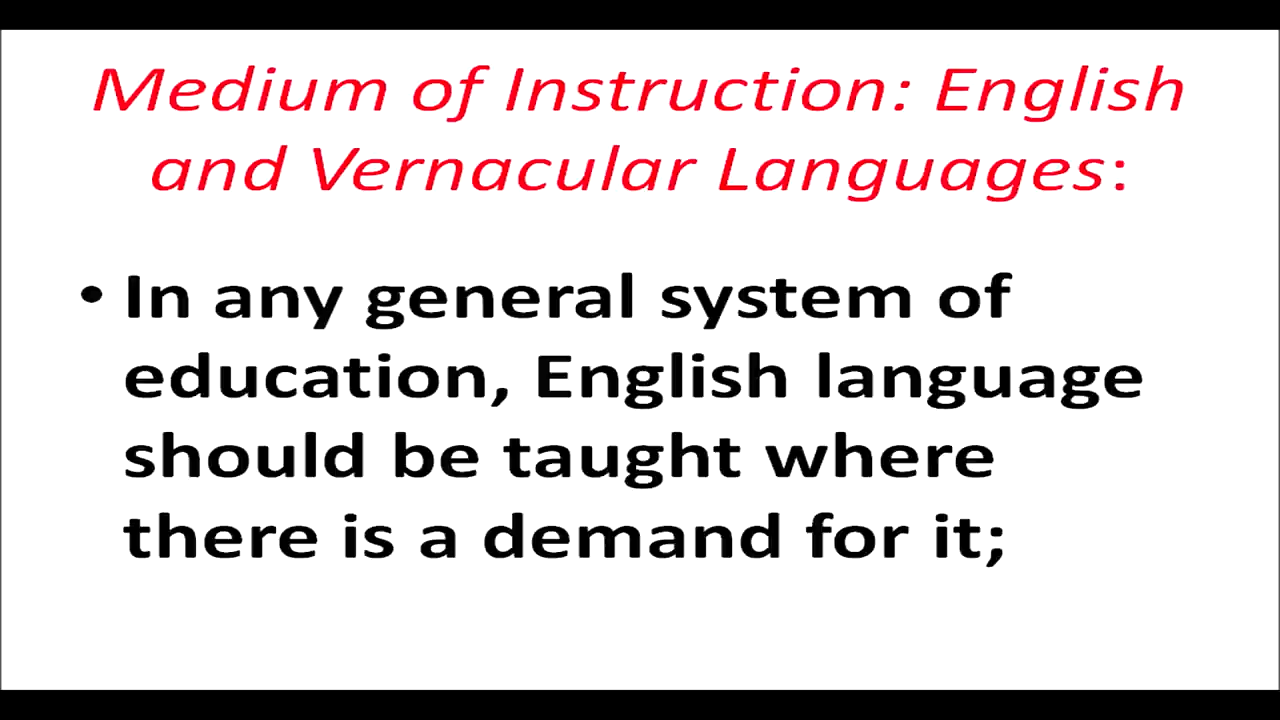 Medium of Instruction: English
and Vernacular Languages:
• In any general system of
education, English language
should be taught where
there is a demand for it;